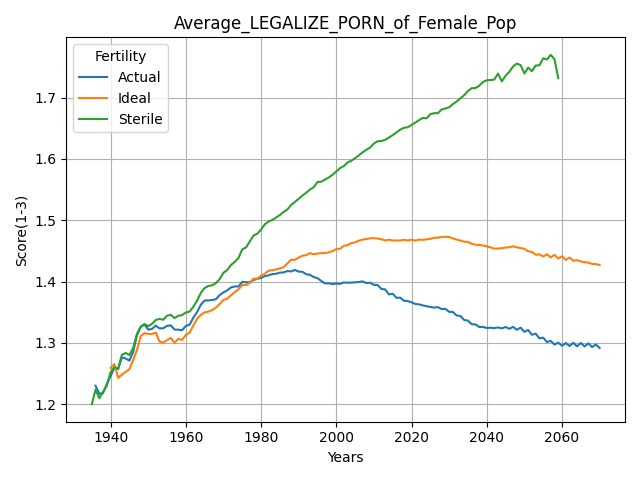 Average_LEGALIZE_PORN_of_Female_Pop
Fertility
Actual
Ideal
Sterile
Score(1-3)
1.7
1.6
1.5
1.4
1.3
1.2
1940 1960 1980 2000 2020 2040 2060
Years